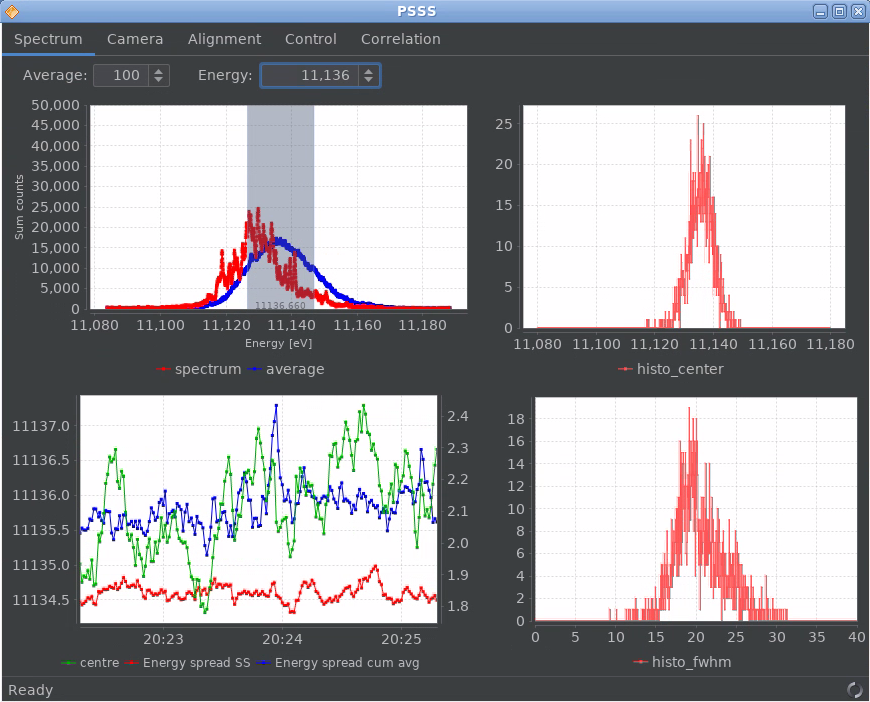 PSSS
Spectrum Camera Alignment Control Correlation
Average: 100 Energy: 11,136
50,000
45,000
40,000
35,000
30,000
25,000
20,000
15,000
10,000
5,000
0
Sum counts
11136.660
11,080 11,100 11,120 11,140 11,160 11,180
Energy [eV]
spectrum average
25
20
15
10
5
0
11,080 11,100 11,120 11,140 11,160 11,180
histo_center
11137.0
11136.5
11136.0
11135.5
11135.0
11134.5
2.4
2.3
2.2
2.1
2.0
1.9
1.8
20:23 20:24 20:25
centre Energy spread SS Energy spread cum avg
18
16
14
12
10
8
6
4
2
0
0 5 10 15 20 25 30 35 40
histo_fwhm
Ready